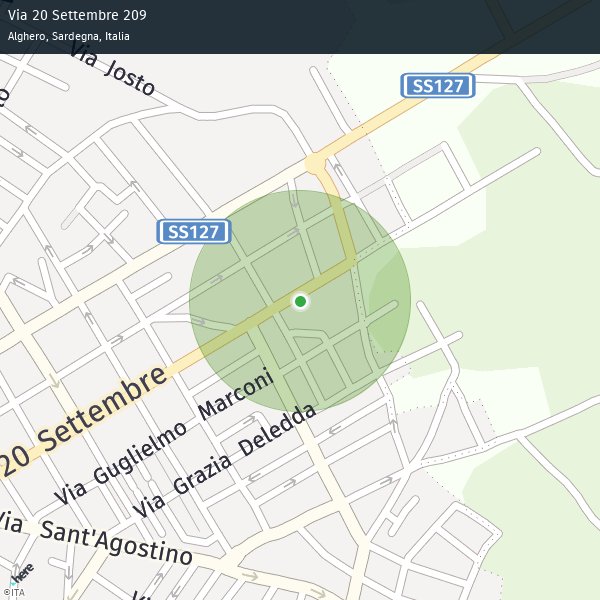 Via 20 Settembre 209
Alghero, Sardegna, Italia
Via Josto
SS127
SS127
20 Settembre
Via Guglielmo Marconi
Via Grazia Deledda
Via Sant'Agostino
here
©ITA